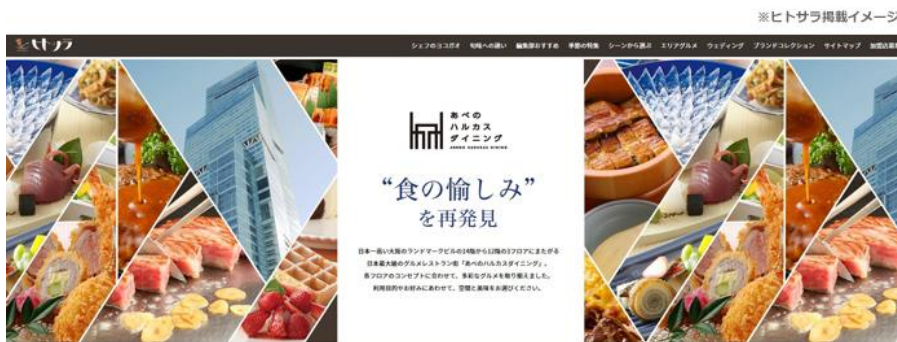 ※ヒトサラ掲載イメージ
ヒトサラ
シェフのヨコガオ 旬味への誘い 編集部おすすめ 季節の特集 シーンから選ぶ エリアグルメ ウェディング ブランドコレクション サイトマップ
あべの
ハルカス
ダイニング
ABENO HARUKAS DINING
“食の愉しみ”
を再発見
日本一高い大阪のランドマークビルの14階から12階の3フロアにまたがる
日本最大級のグルメレストラン街「あべのハルカスダイニング」。
各フロアのコンセプトに合わせて、多彩なグルメを取り揃えました。
利用目的やお好みにあわせて、空間と美味をお選びください。